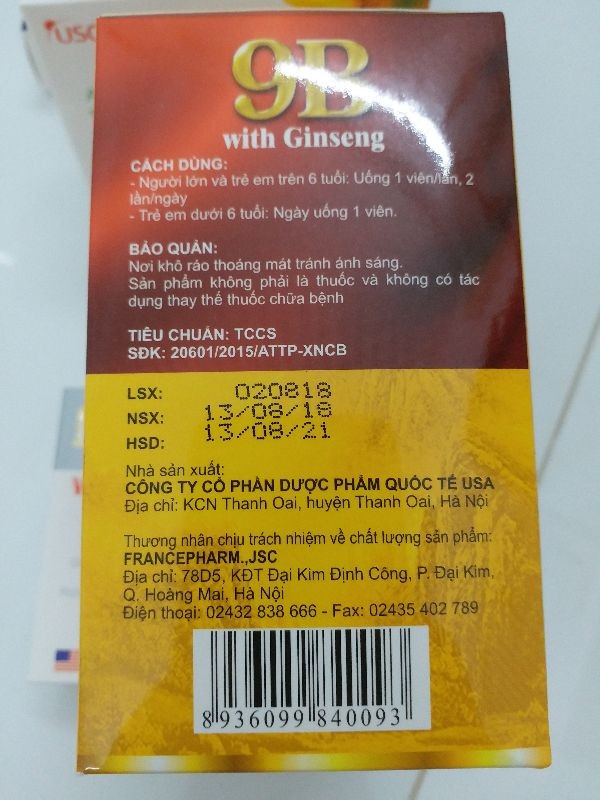 USC
9B
with Ginseng
CÁCH DÙNG:
- Người lớn và trẻ em trên 6 tuổi: Uống 1 viên/lần, 2
lần/ngày
- Trẻ em dưới 6 tuổi: Ngày uống 1 viên.
BẢO QUẢN:
Nơi khô ráo thoáng mát tránh ánh sáng.
Sản phẩm không phải là thuốc và không có tác
dụng thay thế thuốc chữa bệnh
TIÊU CHUẨN: TCCS
SĐK: 20601/2015/ATTP-XNCB
LSX: 020818
NSX: 13/08/18
HSD: 13/08/21
Nhà sản xuất:
CÔNG TY CỔ PHẦN DƯỢC PHẨM QUỐC TẾ USA
Địa chỉ: KCN Thanh Oai, huyện Thanh Oai, Hà Nội
Thương nhân chịu trách nhiệm về chất lượng sản phẩm:
FRANCEPHARM.,JSC
Địa chỉ: 78D5, KĐT Đại Kim Định Công, P. Đại Kim,
Q. Hoàng Mai, Hà Nội
Điện thoại: 02432 838 666 - Fax: 02435 402 789
8 936099 840093